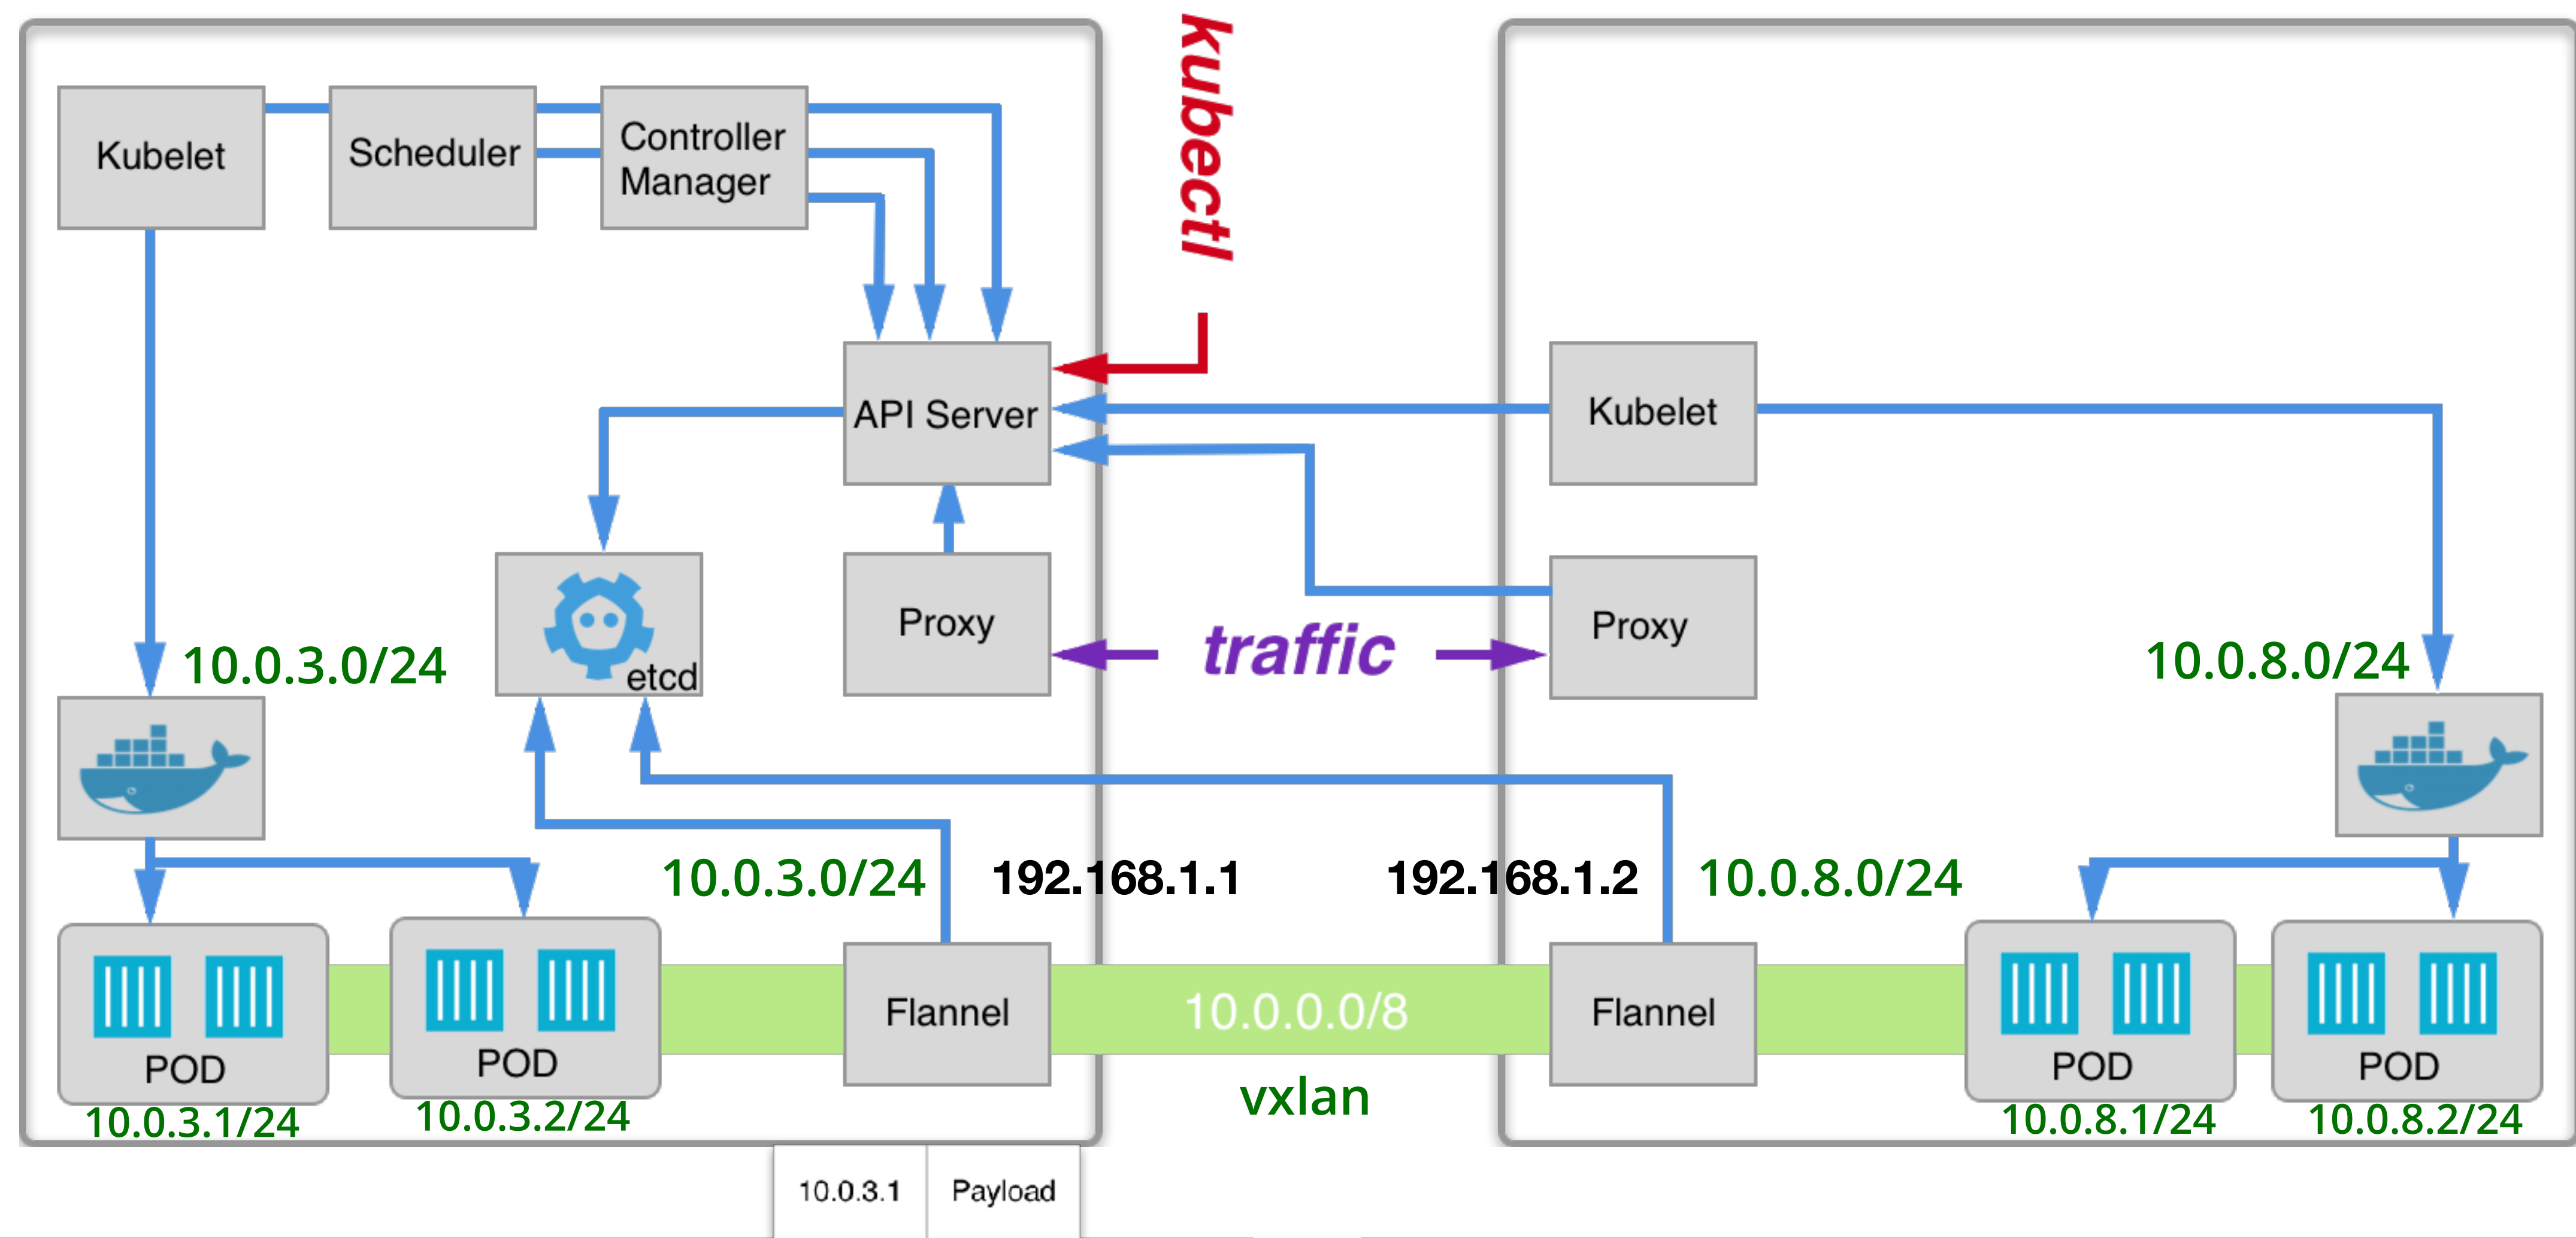 kubectl
Kubelet
Scheduler
Controller
Manager
API Server
Kubelet
etcd
Proxy
traffic
Proxy
10.0.3.0/24
10.0.8.0/24
10.0.3.0/24
192.168.1.1
192.168.1.2
10.0.8.0/24
POD
POD
Flannel
10.0.0.0/8
Flannel
POD
POD
10.0.3.1/24
10.0.3.2/24
vxlan
10.0.8.1/24
10.0.8.2/24
10.0.3.1
Payload